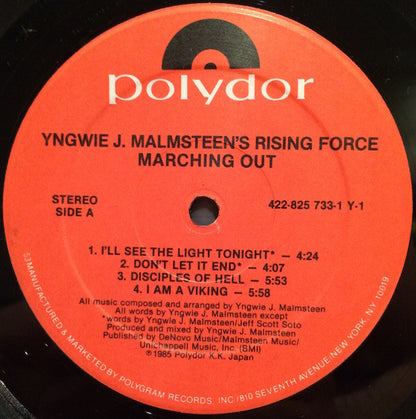 polydor
YNGWIE J. MALMSTEEN'S RISING FORCE
MARCHING OUT
STEREO
SIDE A
422-825 733-1 Y-1
1. I'LL SEE THE LIGHT TONIGHT* — 4:24
2. DON'T LET IT END* — 4:07
3. DISCIPLES OF HELL — 5:53
4. I AM A VIKING — 5:58
All music composed and arranged by Yngwie J. Malmsteen
All words by Yngwie J. Malmsteen except
*words by Yngwie J. Malmsteen/Jeff Scott Soto
Produced and mixed by Yngwie J. Malmsteen
Published by DeNovo Music/Malmsteen Music/
Unichappell Music, Inc. (BMI)
℗ 1985 Polydor K.K. Japan
MANUFACTURED & MARKETED BY POLYGRAM RECORDS, INC./810 SEVENTH AVENUE/NEW YORK, N.Y. 10019